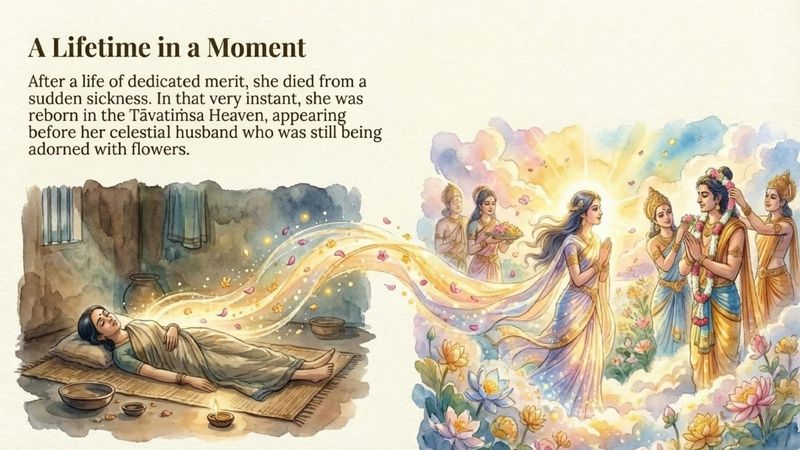 A Lifetime in a Moment
After a life of dedicated merit, she died from a
sudden sickness. In that very instant, she was
reborn in the Tāvatiṁsa Heaven, appearing
before her celestial husband who was still being
adorned with flowers.